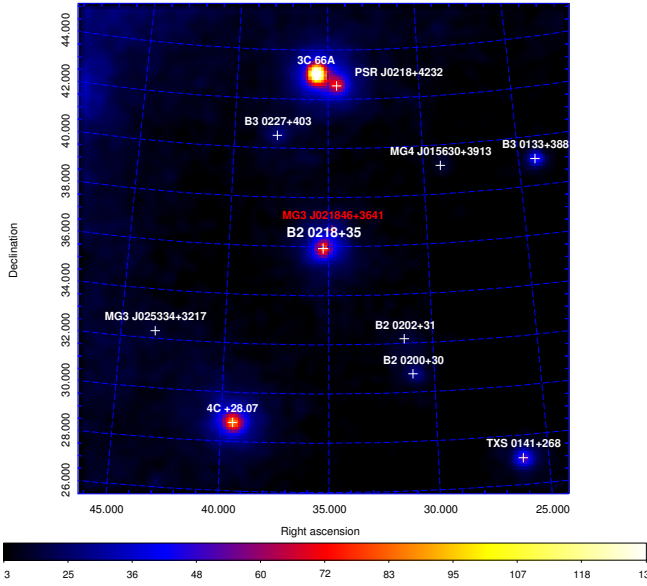 44.000
3C 66A
PSR J0218+4232
42.000
B3 0227+403
40.000
B3 0133+388
MG4 J015630+3913
38.000
MG3 J021846+3641
B2 0218+35
36.000
Declination
34.000
MG3 J025334+3217
B2 0202+31
32.000
B2 0200+30
30.000
4C +28.07
28.000
TXS 0141+268
26.000
45.000 40.000 35.000 30.000 25.000
Right ascension
3 25 36 48 60 72 83 95 107 118 13